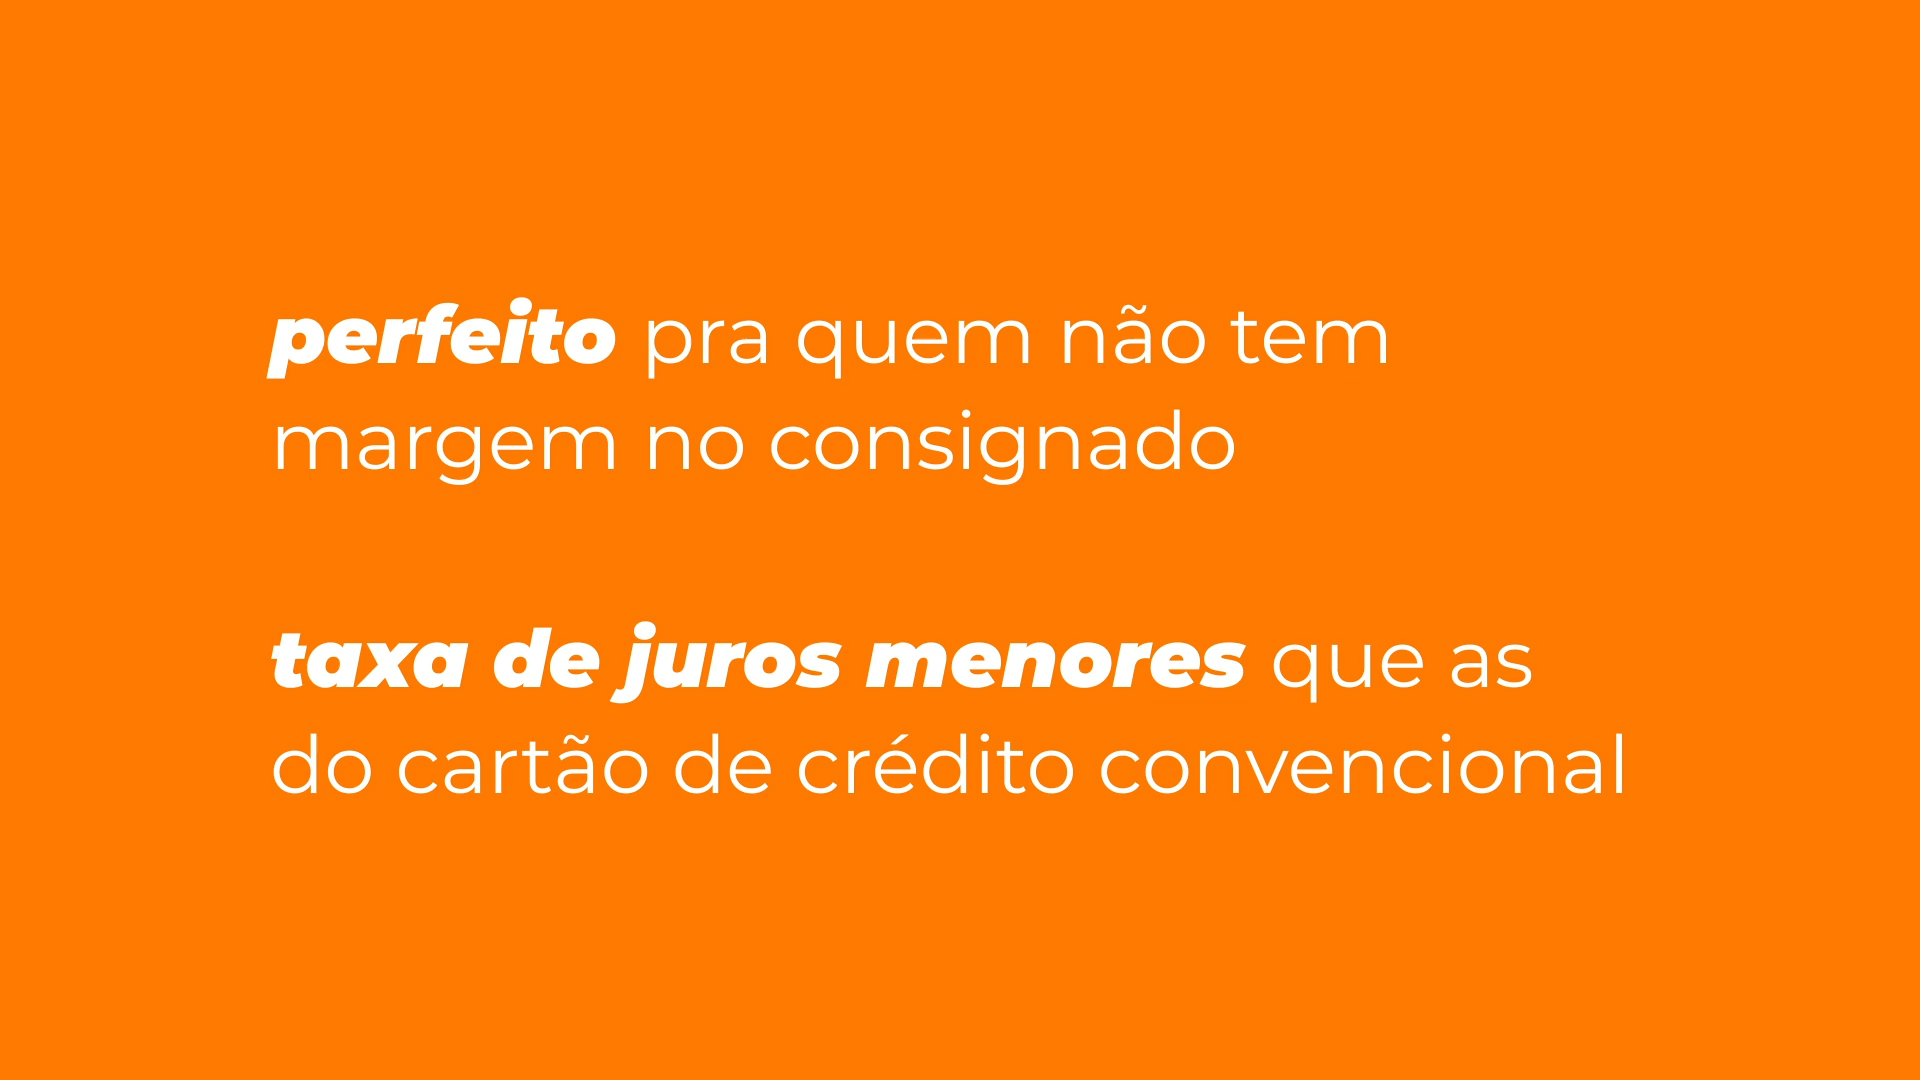 perfeito pra quem não tem
margem no consignado
taxa de juros menores que as
do cartão de crédito convencional